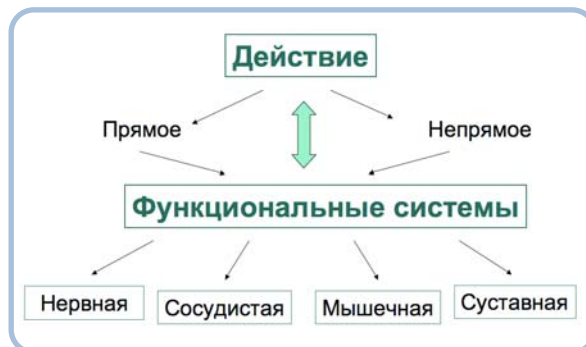 Действие
Прямое
Непрямое
Функциональные системы
Нервная
Сосудистая
Мышечная
Суставная